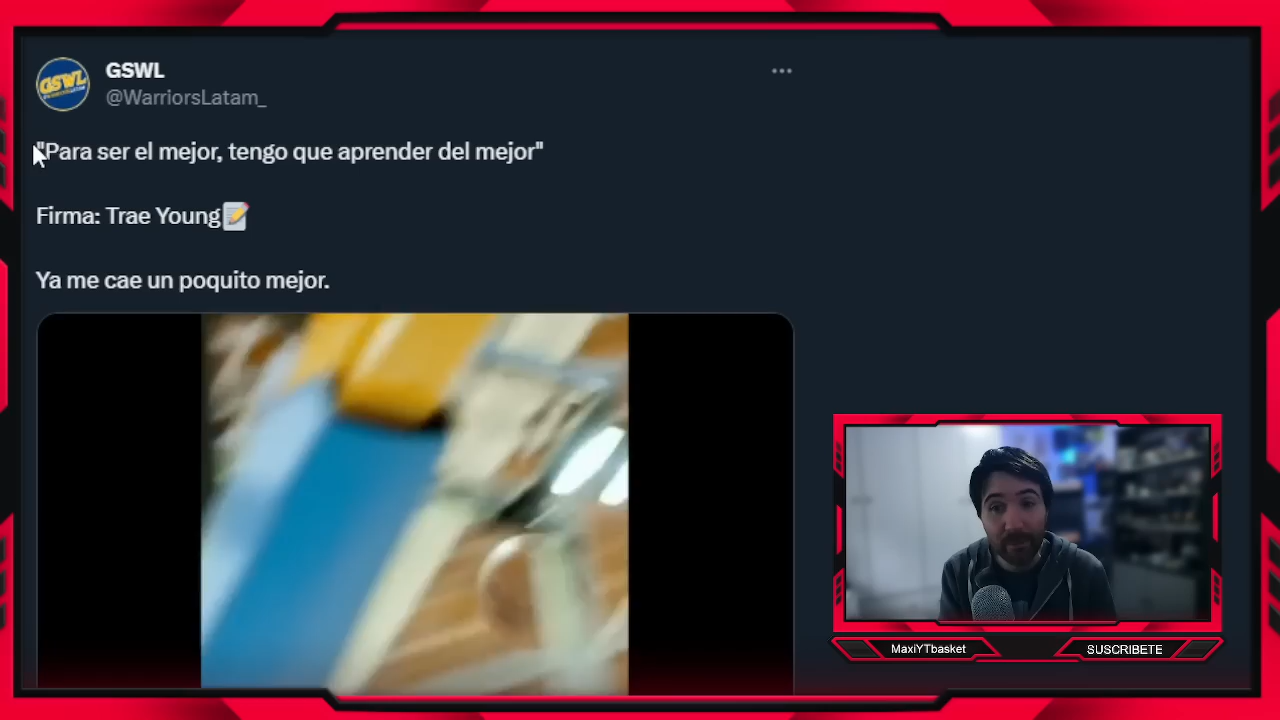 GSWL
GSWL
@WarriorsLatam_
"Para ser el mejor, tengo que aprender del mejor"
Firma: Trae Young📝
Ya me cae un poquito mejor.
MaxiYTbasket
SUSCRIBETE